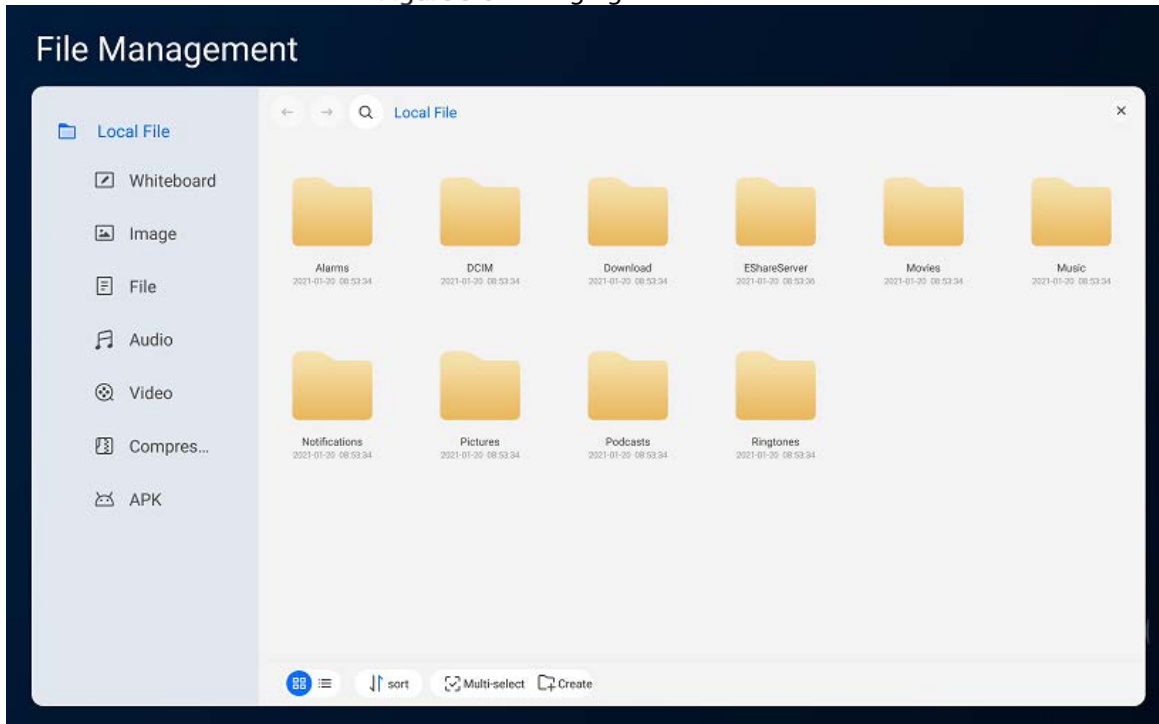 File Management
Local File
Whiteboard
Image
File
Audio
Video
Compres...
APK
Local File
Alarms
2021-01-20 08:53:34
DCIM
2021-01-20 08:53:34
Download
2021-01-20 08:53:34
EShareServer
2021-01-20 08:53:36
Movies
2021-01-20 08:53:34
Music
2021-01-20 08:53:34
Notifications
2021-01-20 08:53:34
Pictures
2021-01-20 08:53:34
Podcasts
2021-01-20 08:53:34
Ringtones
2021-01-20 08:53:34
sort
Multi-select
Create